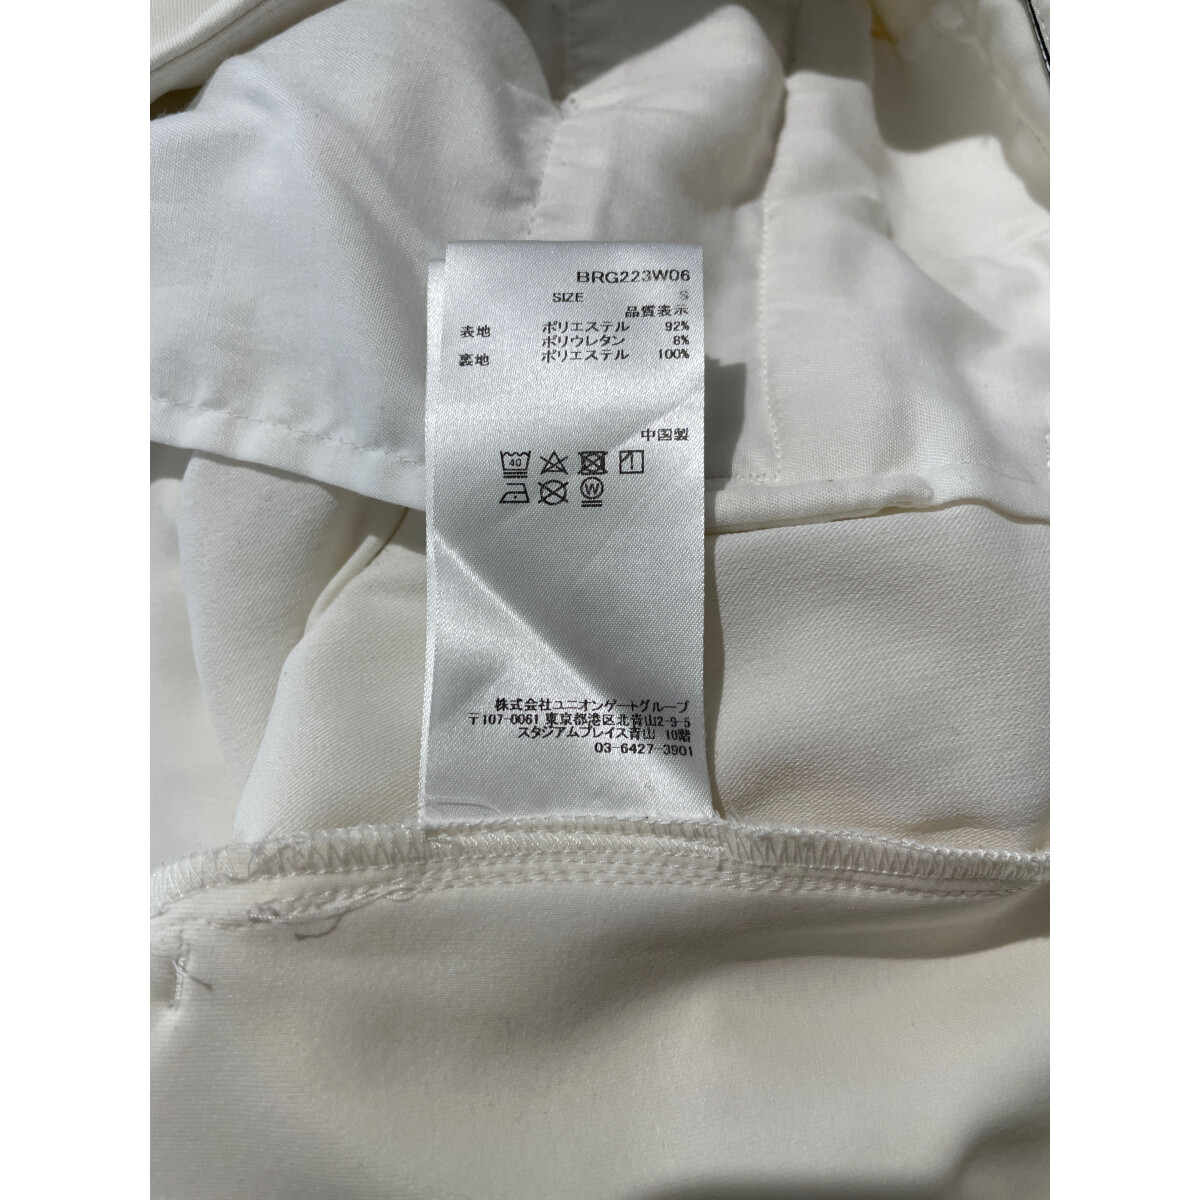 BRG223W06
SIZE S
品質表示
表地 ポリエステル 92%
ポリウレタン 8%
裏地 ポリエステル 100%
中国製
40
W
株式会社ユニオンゲートグループ
〒107-0061 東京都港区北青山2-9-5
スタジアムプレイス青山 10階
03-6427-3901